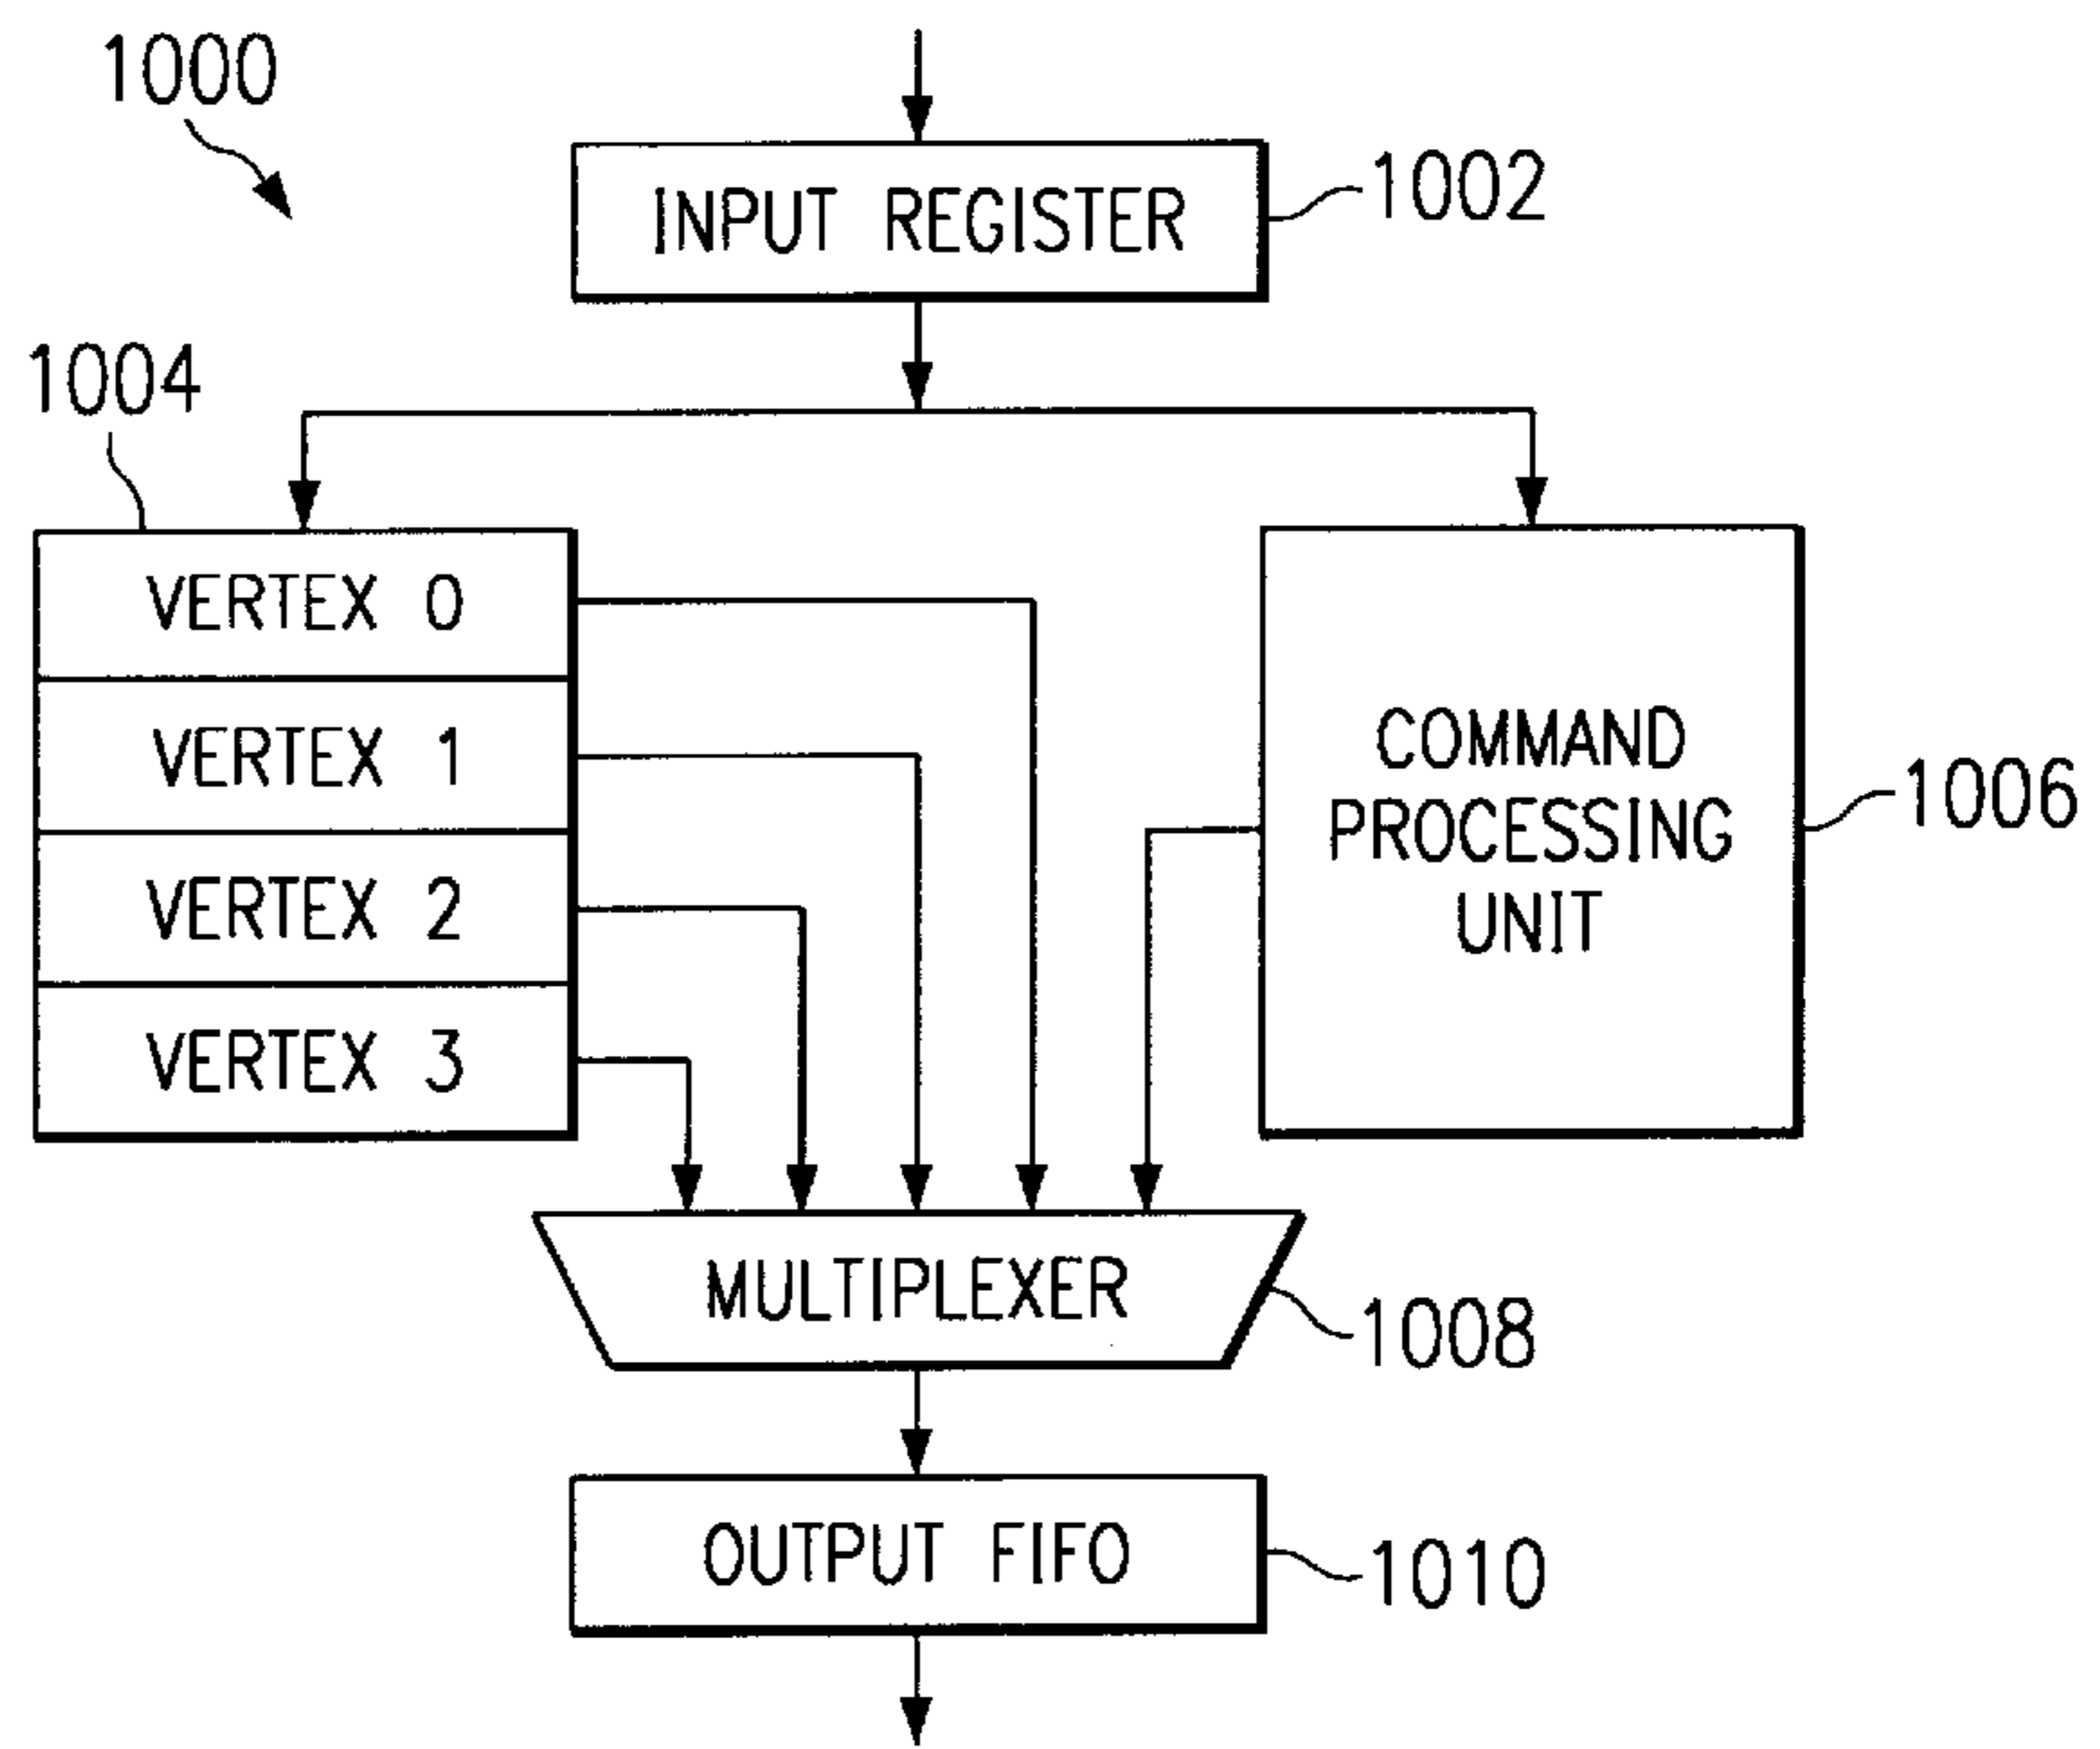 1000
INPUT REGISTER
1002
1004
VERTEX 0
VERTEX 1
VERTEX 2
VERTEX 3
COMMAND
PROCESSING
UNIT
1006
MULTIPLEXER
1008
OUTPUT FIFO
1010